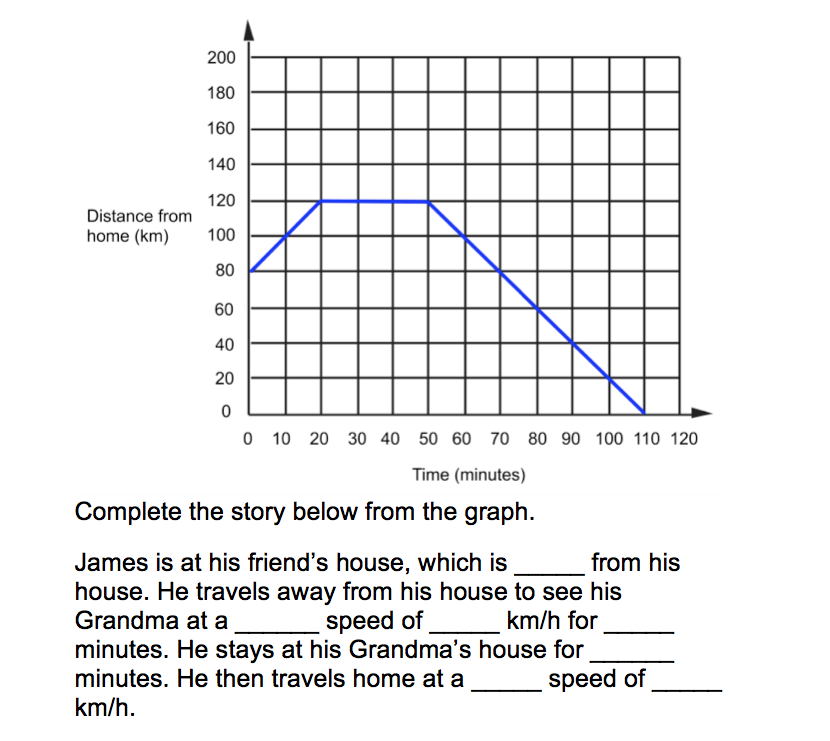 200
180
160
140
120
Distance from
home (km)
100
80
60
40
20
0
0 10 20 30 40 50 60 70 80 90 100 110 120
Time (minutes)
Complete the story below from the graph.
James is at his friend’s house, which is _____ from his
house. He travels away from his house to see his
Grandma at a ______ speed of _____ km/h for _____
minutes. He stays at his Grandma’s house for ______
minutes. He then travels home at a _____ speed of _____
km/h.